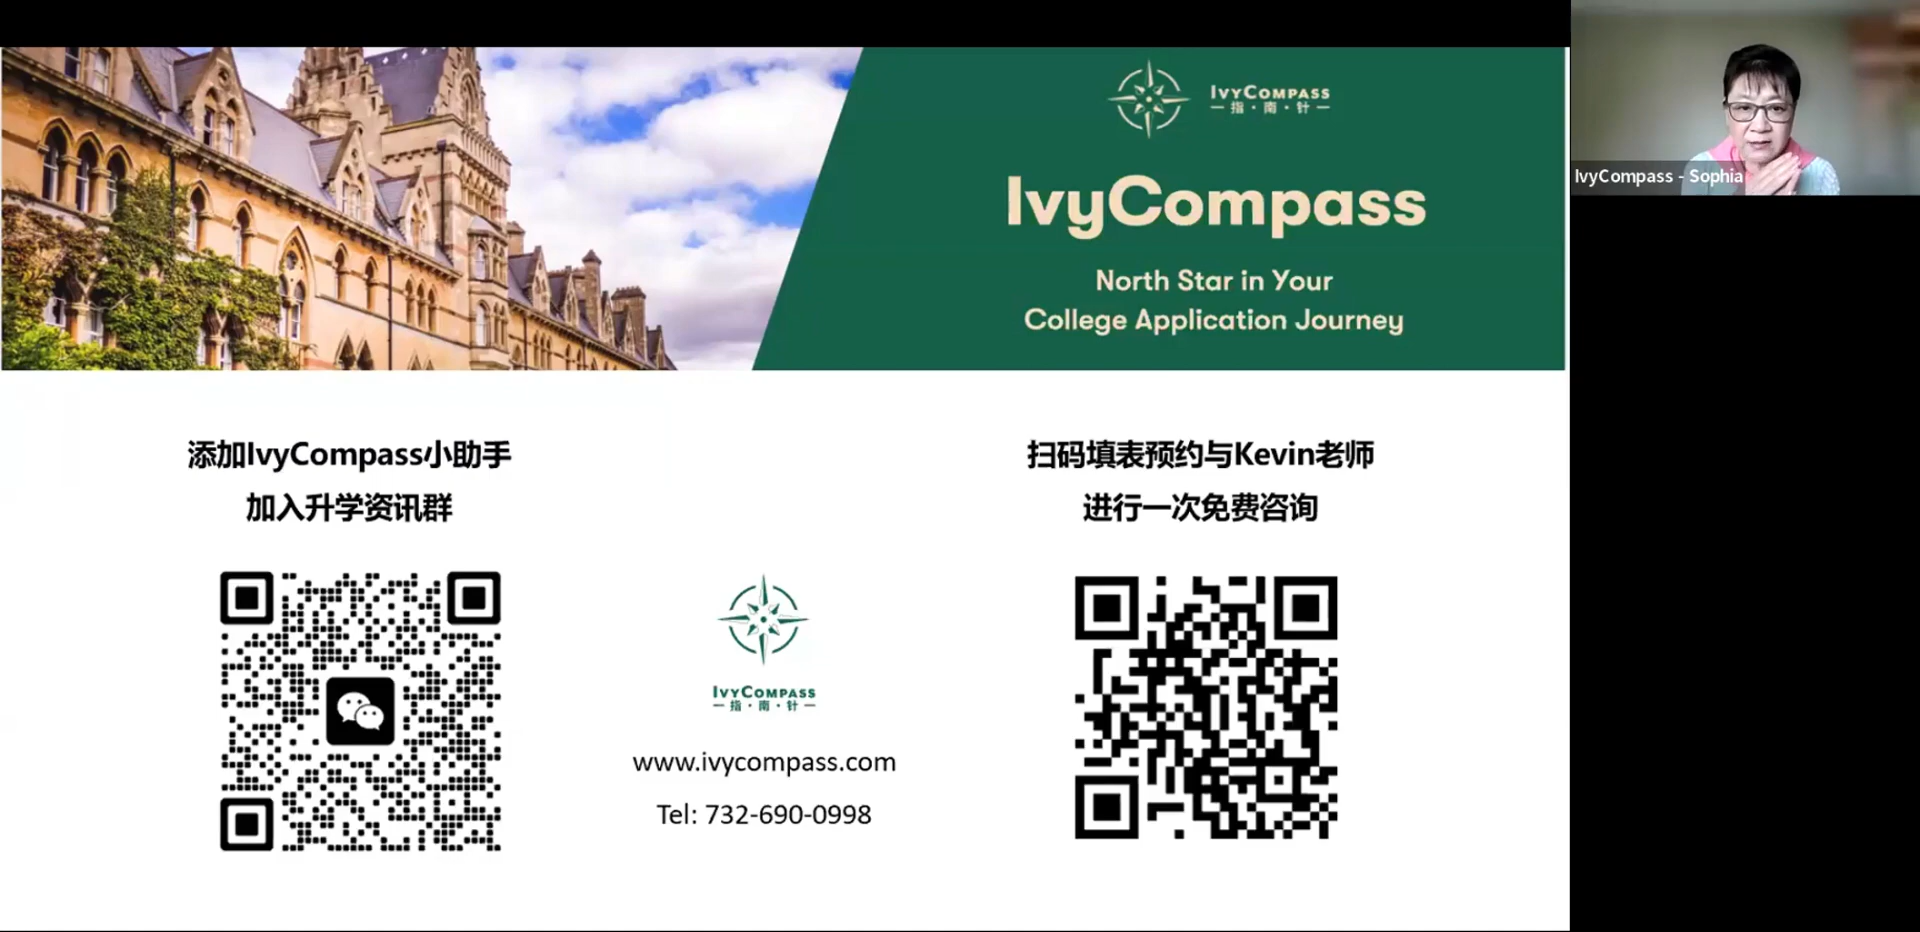 IvyCompass
指·南·针
IvyCompass
North Star in Your
College Application Journey
IvyCompass - Sophia
添加IvyCompass小助手
加入升学资讯群
扫码填表预约与Kevin老师
进行一次免费咨询
IvyCompass
指·南·针
www.ivycompass.com
Tel: 732-690-0998